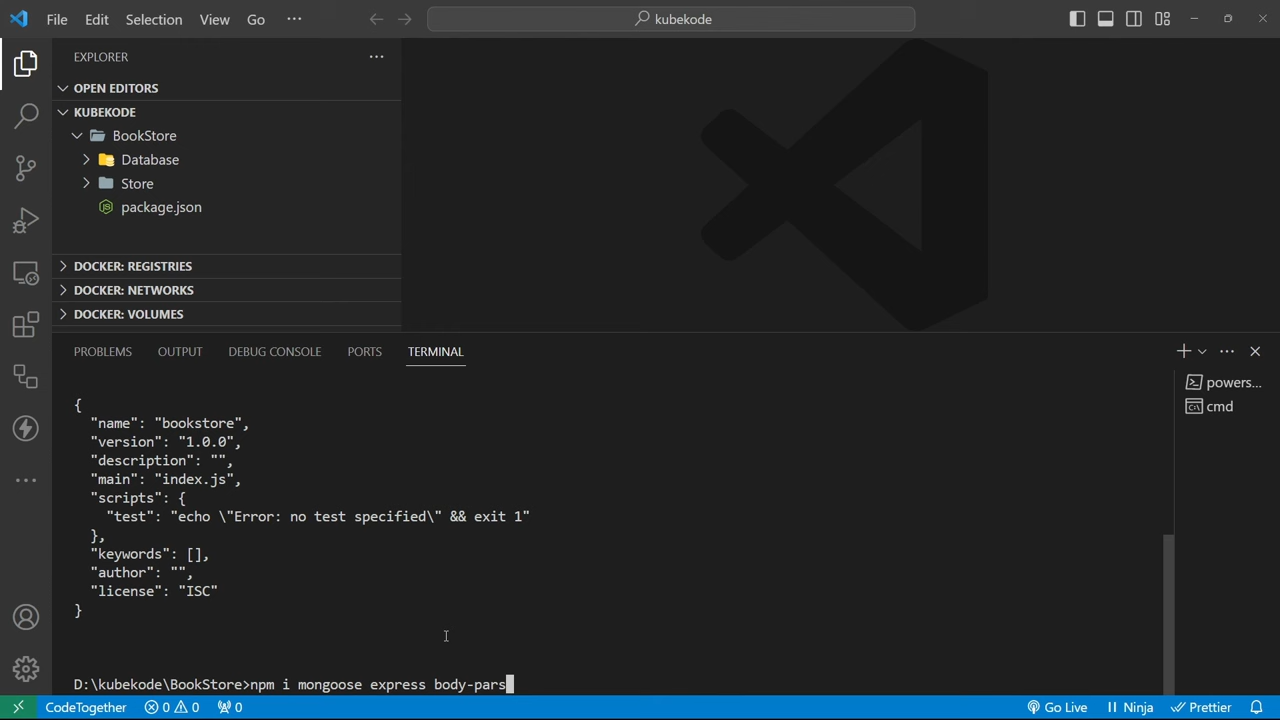 File Edit Selection View Go ... kubekode
EXPLORER ...
OPEN EDITORS
KUBEKODE
BookStore
Database
Store
package.json
DOCKER: REGISTRIES
DOCKER: NETWORKS
DOCKER: VOLUMES
PROBLEMS OUTPUT DEBUG CONSOLE PORTS TERMINAL
powers...
cmd
{
"name": "bookstore",
"version": "1.0.0",
"description": "",
"main": "index.js",
"scripts": {
"test": "echo \"Error: no test specified\" && exit 1"
},
"keywords": [],
"author": "",
"license": "ISC"
}
D:\kubekode\BookStore>npm i mongoose express body-pars
CodeTogether 0 0 0 Go Live Ninja Prettier